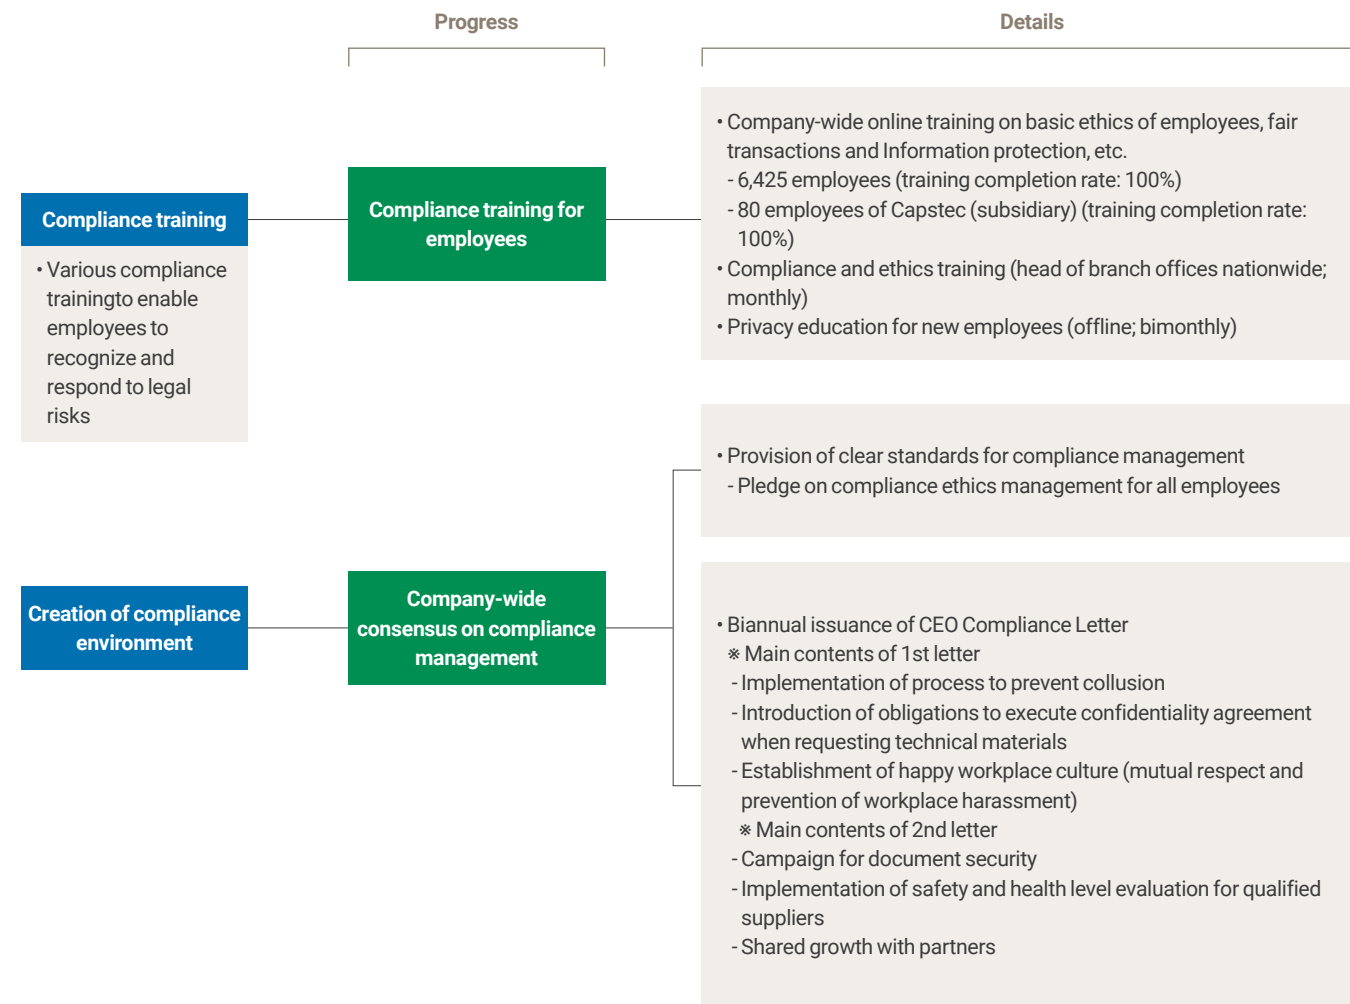 Progress
Details
Compliance training
• Various compliance
trainingto enable
employees to
recognize and
respond to legal
risks
Compliance training for
employees
• Company-wide online training on basic ethics of employees, fair
transactions and Information protection, etc.
- 6,425 employees (training completion rate: 100%)
- 80 employees of Capstec (subsidiary) (training completion rate:
100%)
• Compliance and ethics training (head of branch offices nationwide;
monthly)
• Privacy education for new employees (offline; bimonthly)
Creation of compliance
environment
Company-wide
consensus on compliance
management
• Provision of clear standards for compliance management
- Pledge on compliance ethics management for all employees
• Biannual issuance of CEO Compliance Letter
※ Main contents of 1st letter
- Implementation of process to prevent collusion
- Introduction of obligations to execute confidentiality agreement
when requesting technical materials
- Establishment of happy workplace culture (mutual respect and
prevention of workplace harassment)
※ Main contents of 2nd letter
- Campaign for document security
- Implementation of safety and health level evaluation for qualified
suppliers
- Shared growth with partners